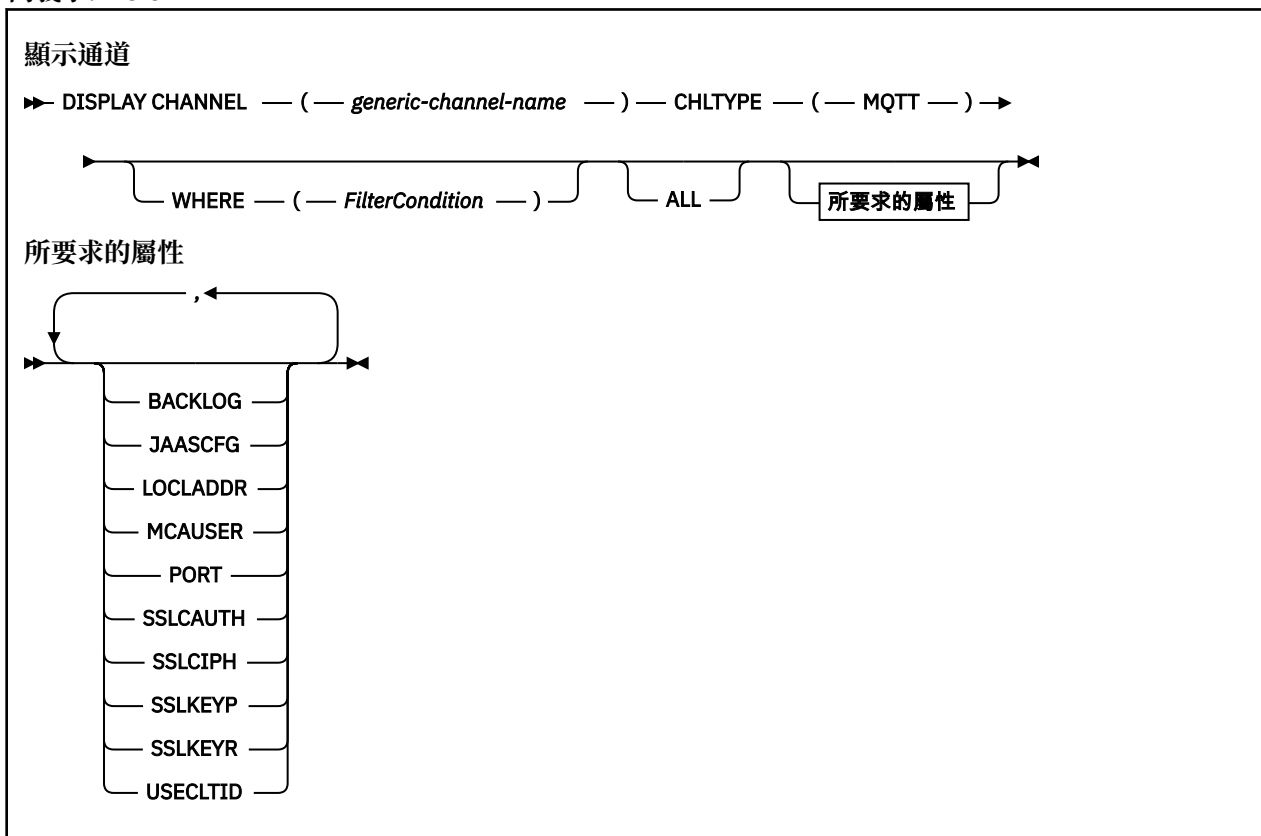 顯示通道
DISPLAY CHANNEL ( generic-channel-name ) CHLTYPE ( MQTT )
WHERE ( FilterCondition ) ALL 所要求的屬性
所要求的屬性
,
BACKLOG
JAASCFG
LOCLADDR
MCAUSER
PORT
SSLCAUTH
SSLCIPH
SSLKEYP
SSLKEYR
USECLTID